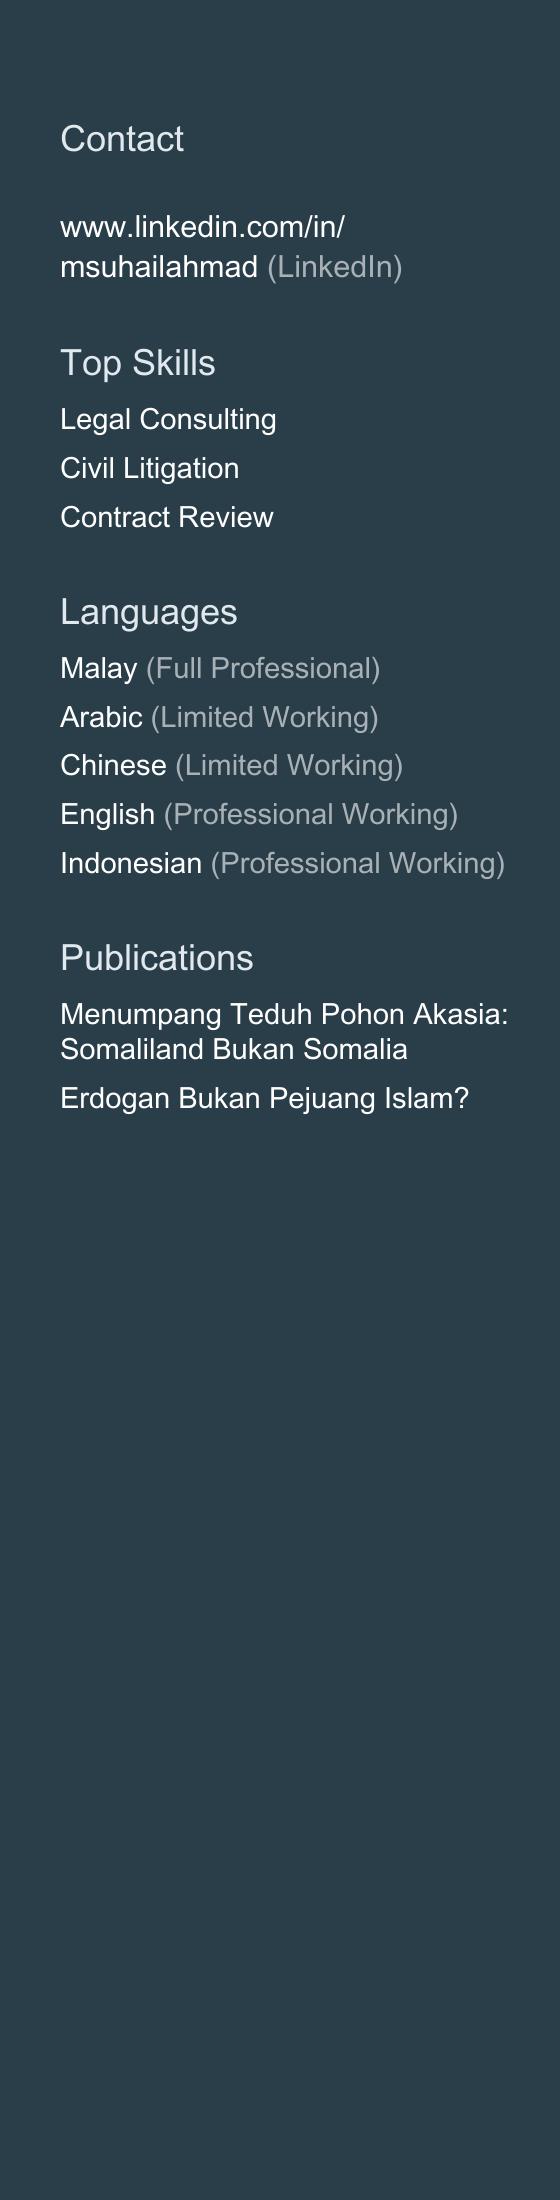 Contact
www.linkedin.com/in/
msuhailahmad (LinkedIn)
Top Skills
Legal Consulting
Civil Litigation
Contract Review
Languages
Malay (Full Professional)
Arabic (Limited Working)
Chinese (Limited Working)
English (Professional Working)
Indonesian (Professional Working)
Publications
Menumpang Teduh Pohon Akasia:
Somaliland Bukan Somalia
Erdogan Bukan Pejuang Islam?